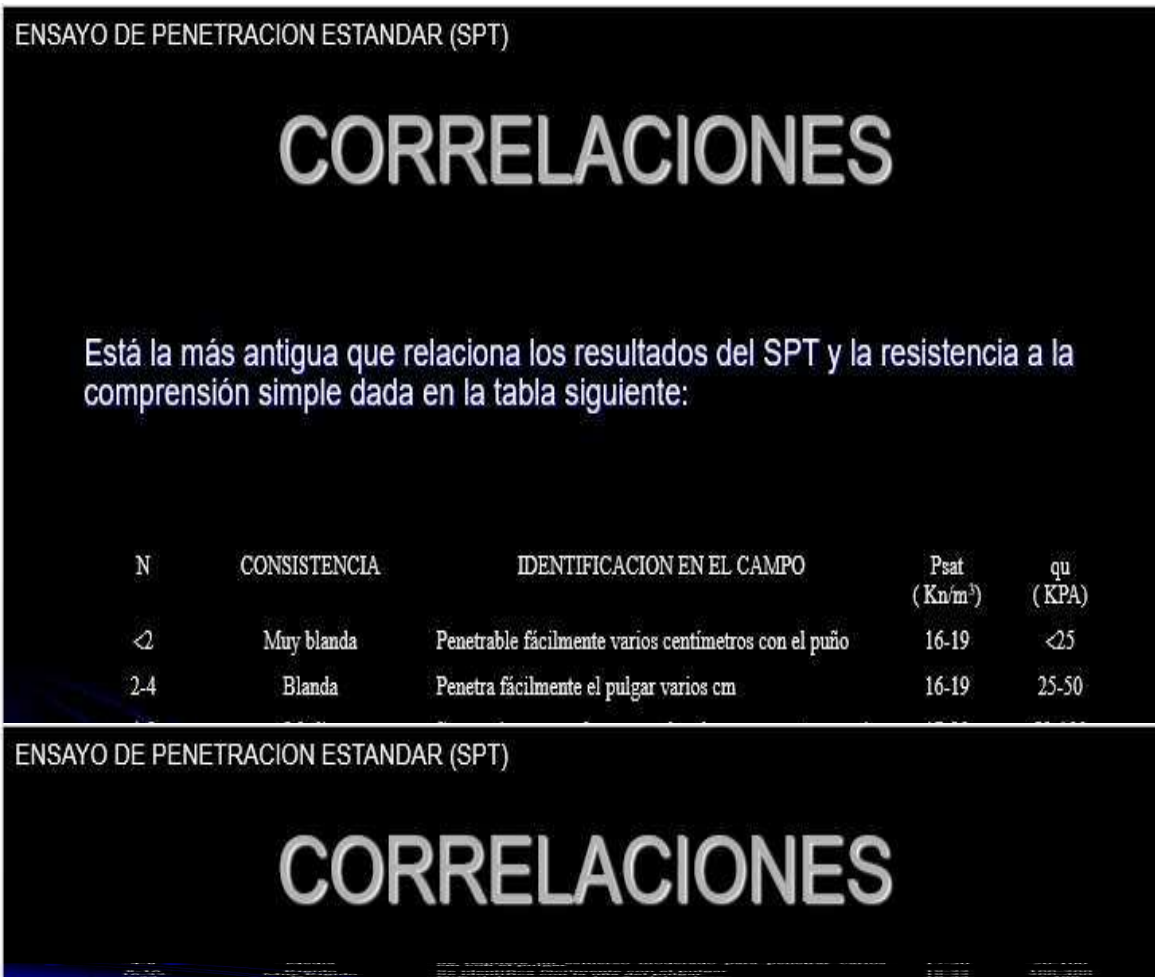 ENSAYO DE PENETRACION ESTANDAR (SPT)
CORRELACIONES
Está la más antigua que relaciona los resultados del SPT y la resistencia a la
comprensión simple dada en la tabla siguiente:
N CONSISTENCIA IDENTIFICACION EN EL CAMPO Psat qu
( Kn/m³) ( KPA)
<2 Muy blanda Penetrable fácilmente varios centímetros con el puño 16-19 <25
2-4 Blanda Penetra fácilmente el pulgar varios cm 16-19 25-50
ENSAYO DE PENETRACION ESTANDAR (SPT)
CORRELACIONES